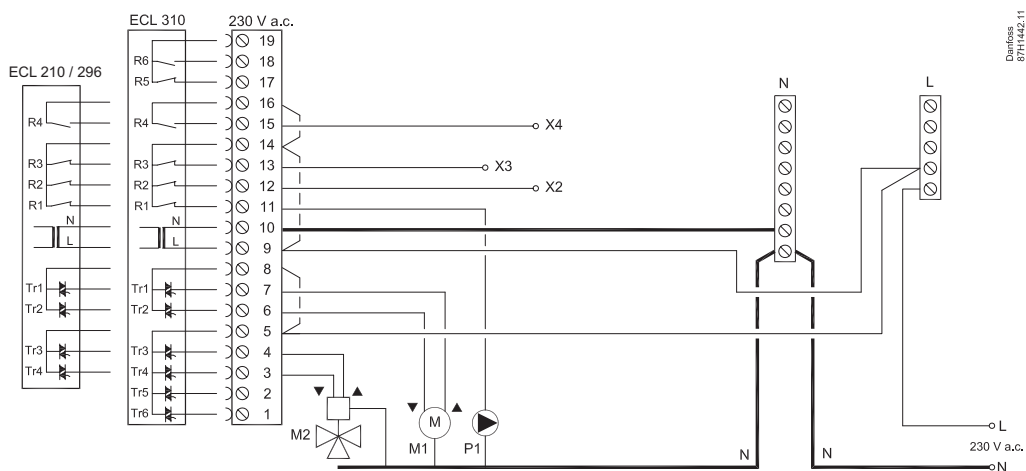 ECL 310 230 V a.c.
Danfoss
87H1442.11
ECL 210 / 296
N L
19
R6 18
R5 17
16
R4 R4 15 X4
14
R3 R3 13 X3
R2 R2 12 X2
R1 R1 11
N N 10
L L 9
8
Tr1 Tr1 7
Tr2 Tr2 6
5
Tr3 Tr3 4
Tr4 Tr4 3
Tr5 2
Tr6 1
M
M2 M1 P1
L
230 V a.c.
N N N